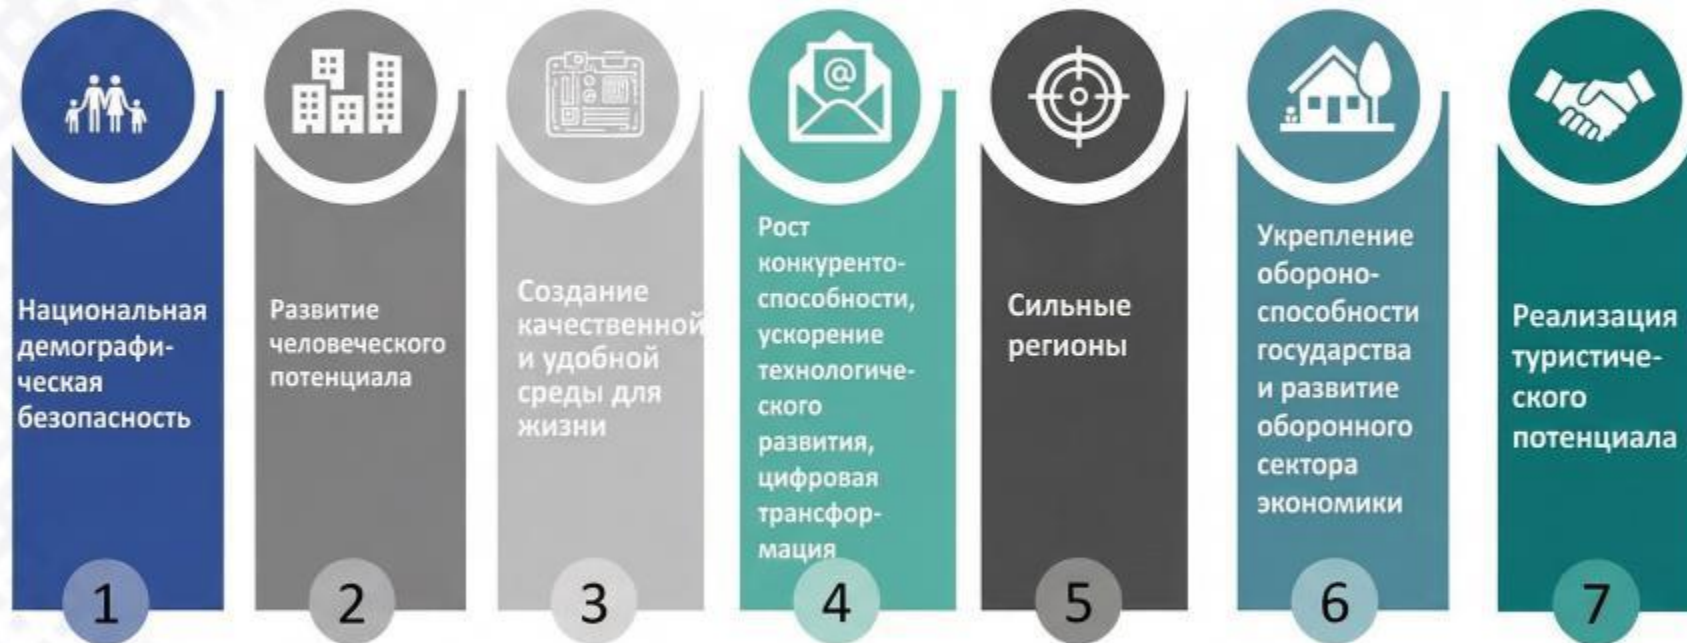 Национальная
демографи-
ческая
безопасность
1
Развитие
человеческого
потенциала
2
Создание
качественной
и удобной
среды для
жизни
3
@
Рост
конкуренто-
способности,
ускорение
технологиче-
ского
развития,
цифровая
трансфор-
мация
4
Сильные
регионы
5
Укрепление
обороно-
способности
государства
и развитие
оборонного
сектора
экономики
6
Реализация
туристиче-
ского
потенциала
7